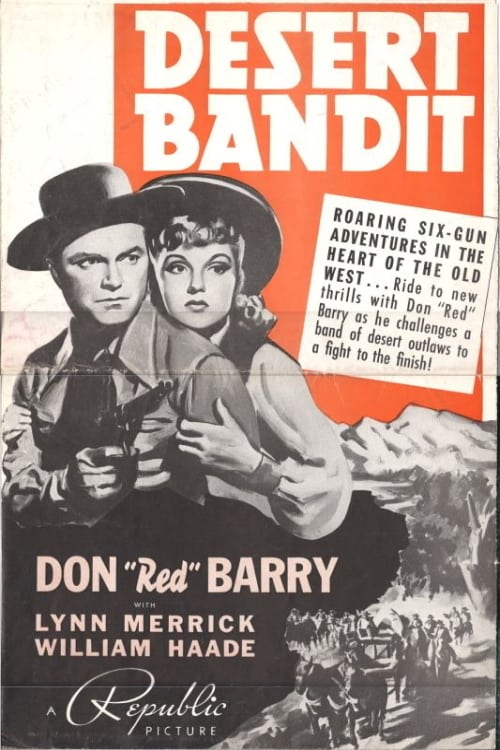 DESERT
BANDIT
ROARING SIX-GUN
ADVENTURES IN THE
HEART OF THE OLD
WEST... Ride to new
thrills with Don "Red"
Barry as he challenges a
band of desert outlaws to
a fight to the finish!
DON "Red" BARRY
WITH
LYNN MERRICK
WILLIAM HAADE
A Republic
PICTURE